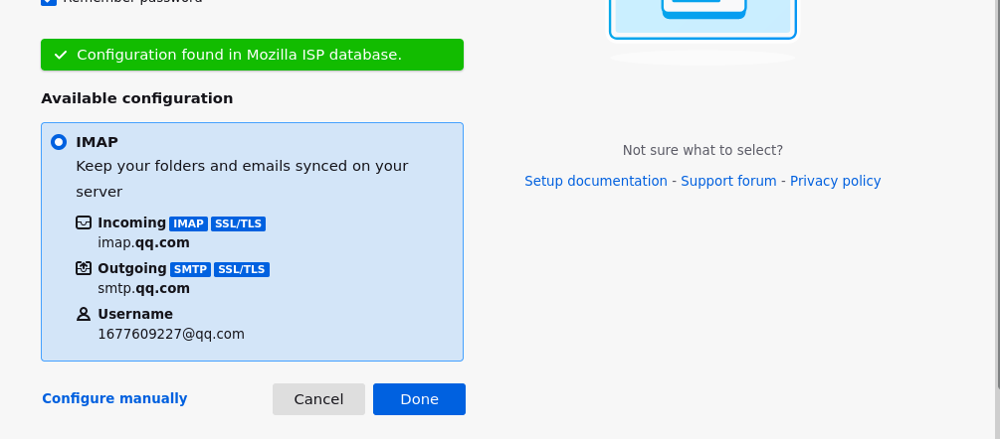 Remember password
Configuration found in Mozilla ISP database.
Available configuration
IMAP
Keep your folders and emails synced on your
server
Incoming IMAP SSL/TLS
imap.qq.com
Outgoing SMTP SSL/TLS
smtp.qq.com
Username
1677609227@qq.com
Configure manually
Cancel
Done
Not sure what to select?
Setup documentation - Support forum - Privacy policy